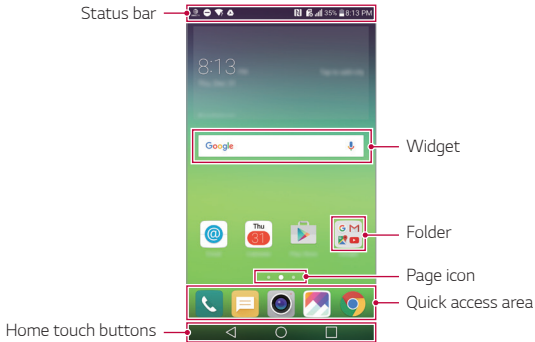 Status bar
35% 8:13 PM
8:13
Google
Widget
Thu
31
Folder
Page icon
Quick access area
Home touch buttons